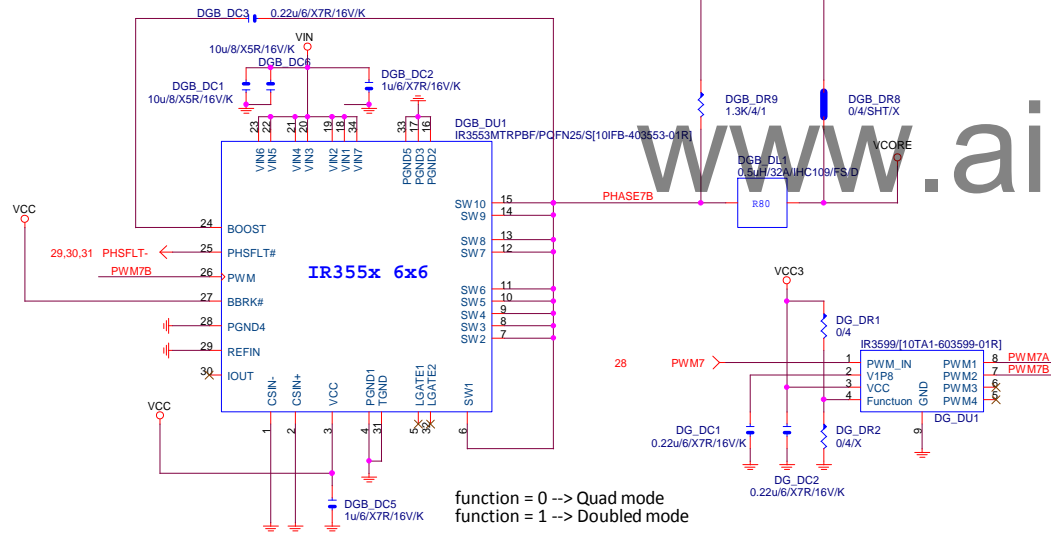 DGB_DC3
0.22u/6/X7R/16V/K
VIN
10u/8/X5R/16V/K
DGB_DC6
DGB_DC1
10u/8/X5R/16V/K
DGB_DC2
1u/6/X7R/16V/K
DGB_DU1
IR3553MTRPBF/PQFN25/S[10IFB-403553-01R]
23 22 21 20 19 18 34 33 17 16
VIN6 VIN5 VIN4 VIN3 VIN2 VIN1 VIN7 PGND5 PGND3 PGND2
DGB_DR9
1.3K/4/1
DGB_DR8
0/4/SHT/X
www.ai
VCORE
DGB_DL1
0.5uH/32A/IHC109/FS/D
R80
PHASE7B
VCC
24 BOOST
29,30,31 PHSFLT- 25 PHSFLT#
PWM7B 26 PWM
27 BBRK#
28 PGND4
29 REFIN
30 IOUT
IR355x 6x6
SW10 15
SW9 14
SW8 13
SW7 12
SW6 11
SW5 10
SW4 9
SW3 8
SW2 7
CSIN- CSIN+ VCC PGND1 TGND LGATE1 LGATE2 SW1
1 2 3 4 31 5 32 6
VCC
DGB_DC5
1u/6/X7R/16V/K
VCC3
DG_DR1
0/4
IR3599/[10TA1-603599-01R]
28 PWM7
1 PWM_IN PWM1 8 PWM7A
2 V1P8 PWM2 7 PWM7B
3 VCC PWM3 6
4 Functuon PWM4 5
GND
9
DG_DU1
DG_DC1
0.22u/6/X7R/16V/K
DG_DR2
0/4/X
DG_DC2
0.22u/6/X7R/16V/K
function = 0 --> Quad mode
function = 1 --> Doubled mode